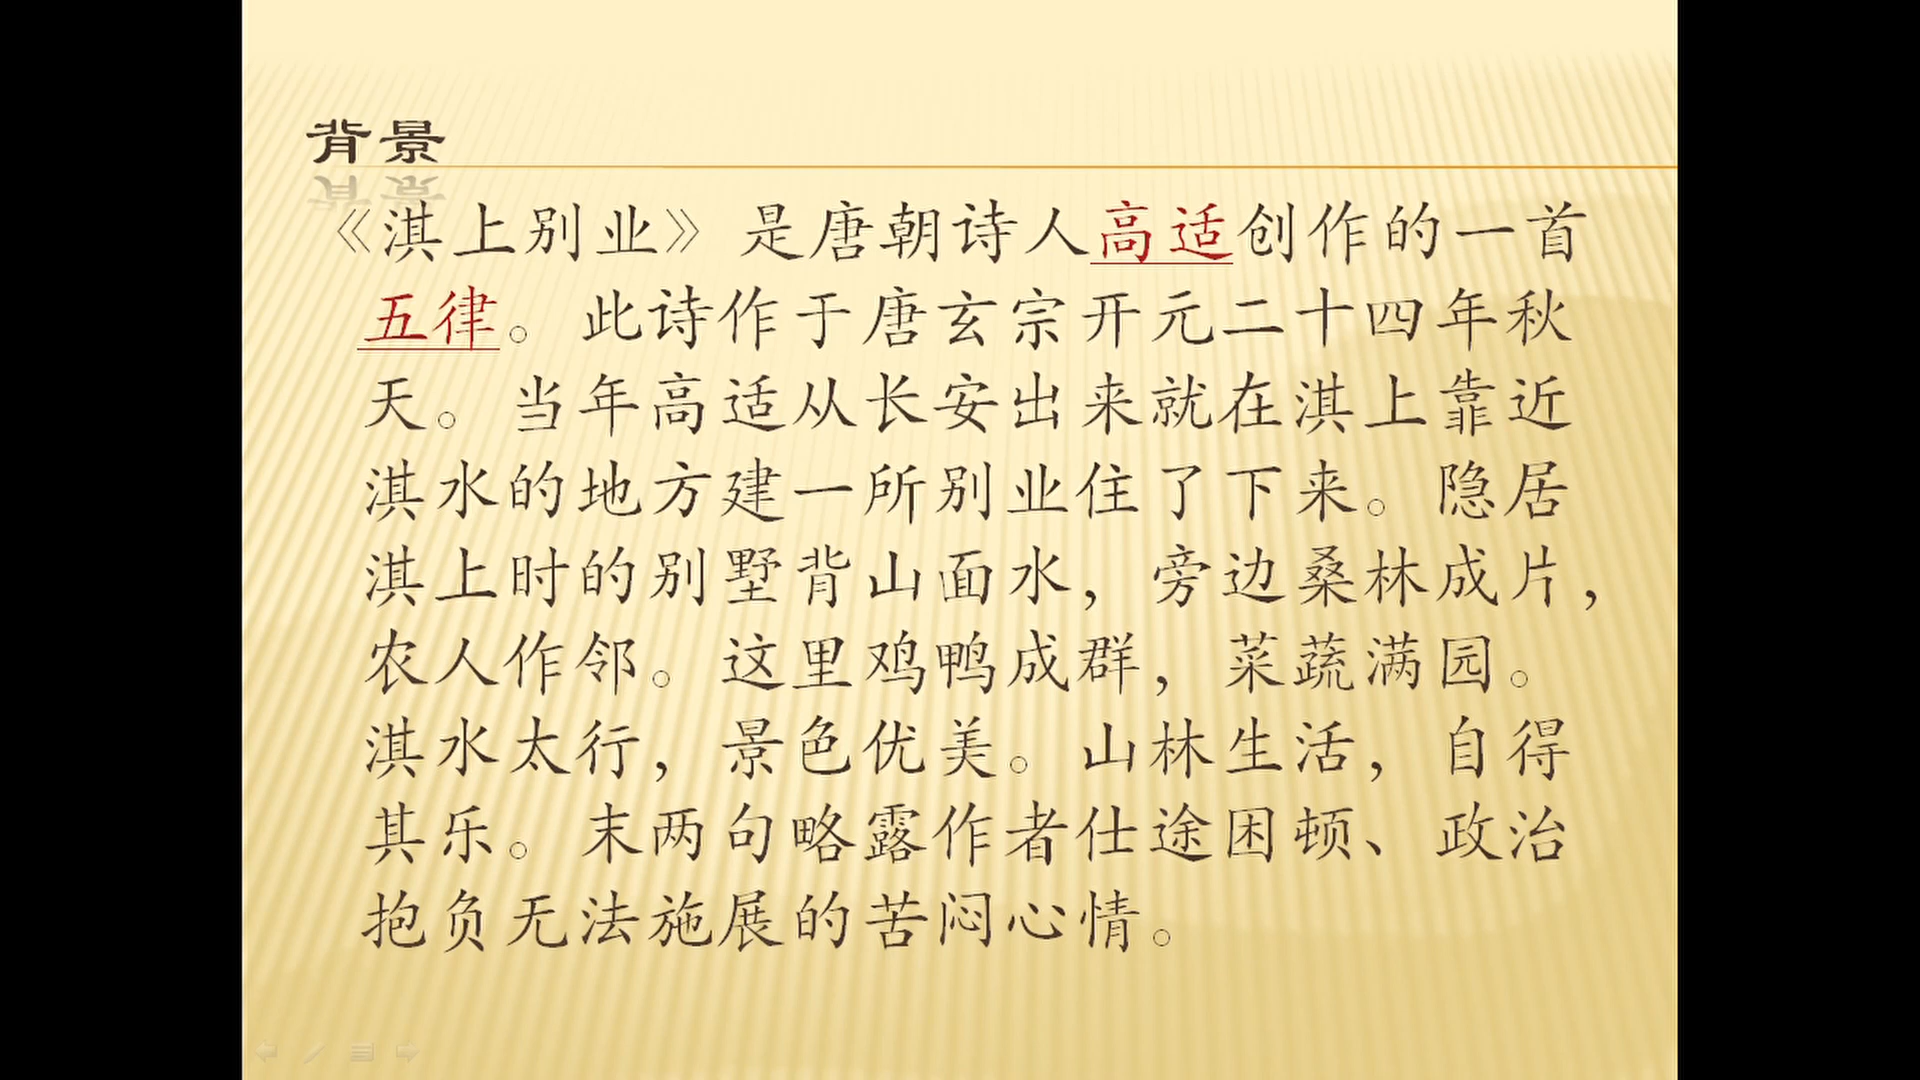 背景
《淇上别业》是唐朝诗人高适创作的一首
五律。此诗作于唐玄宗开元二十四年秋
天。当年高适从长安出来就在淇上靠近
淇水的地方建一所别业住了下来。隐居
淇上时的别墅背山面水，旁边桑林成片，
农人作邻。这里鸡鸭成群，菜蔬满园。
淇水太行，景色优美。山林生活，自得
其乐。末两句略露作者仕途困顿、政治
抱负无法施展的苦闷心情。